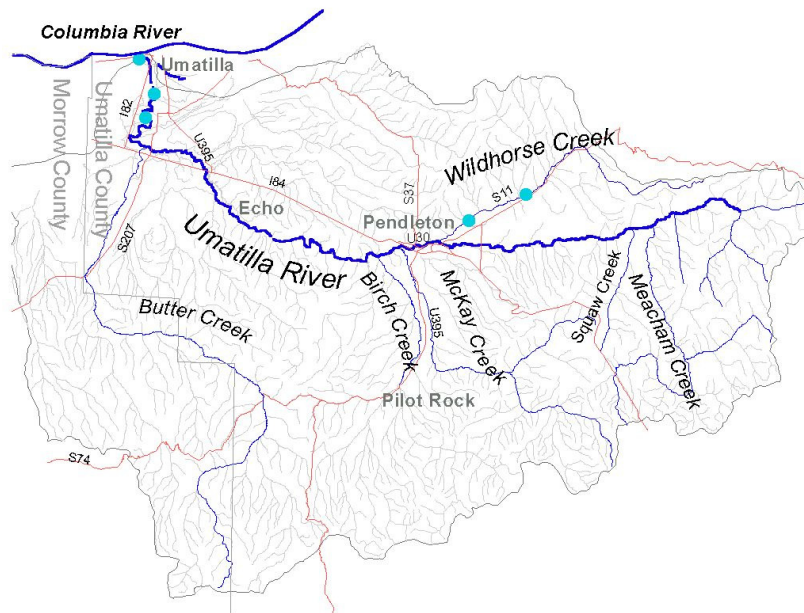 Columbia River
Umatilla
Morrow County
Umatilla County
I82
U395
Wildhorse Creek
S11
S37
I84
Echo
Pendleton
U30
Umatilla River
S207
Butter Creek
Birch Creek
U395
McKay Creek
Squaw Creek
Meacham Creek
Pilot Rock
S74